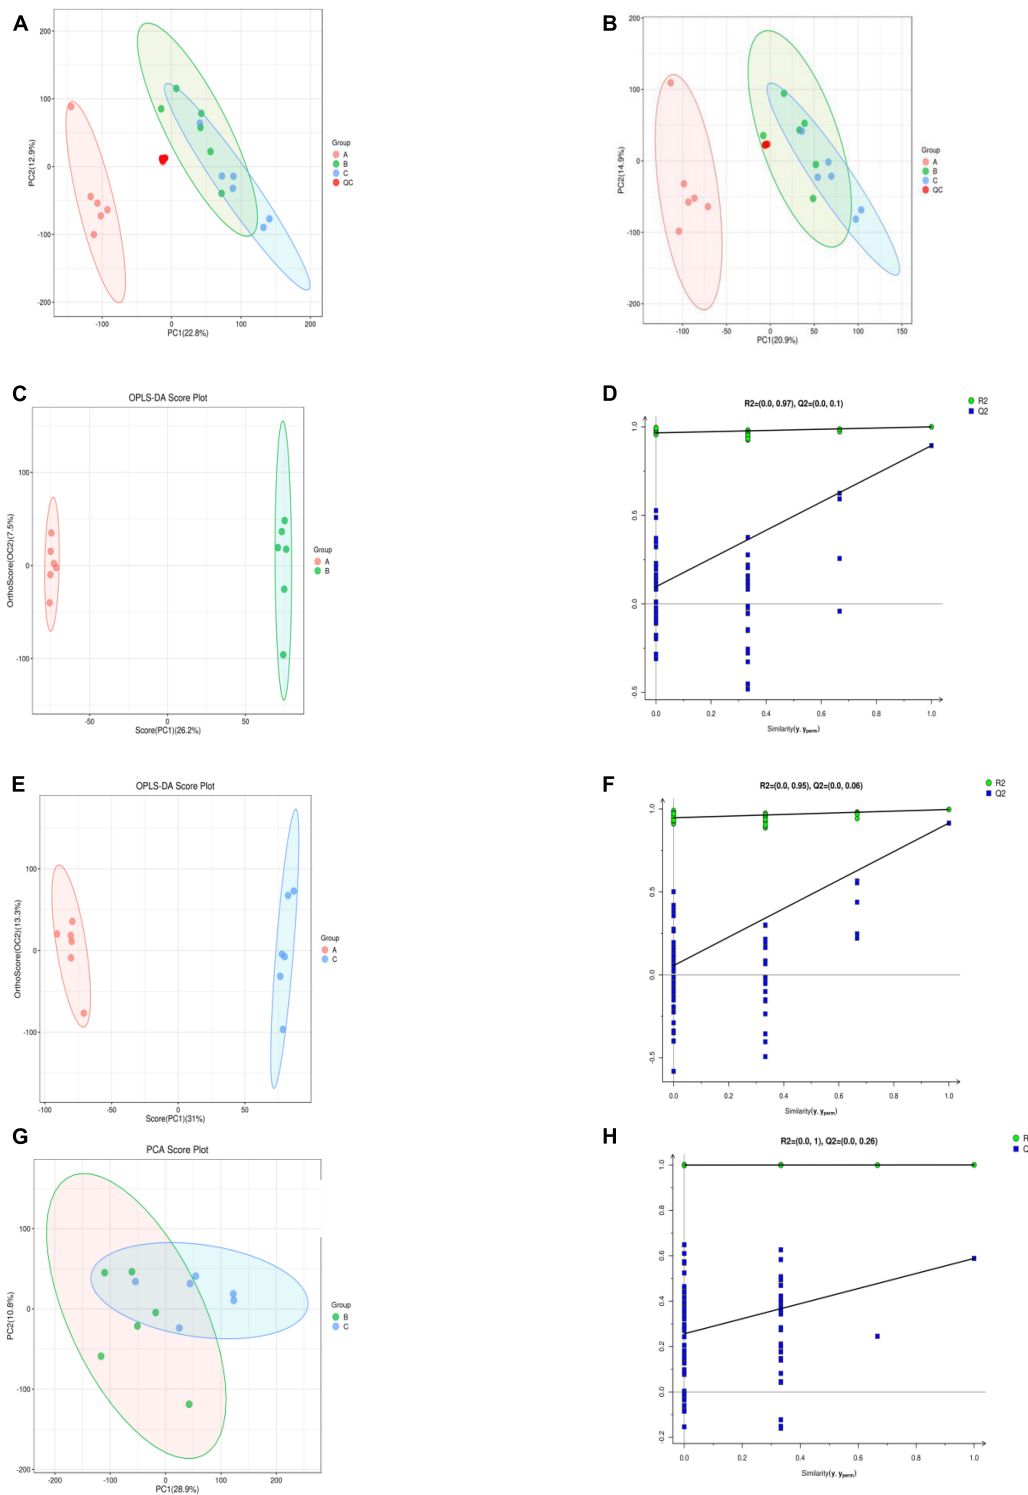 A
200
100
0
-100
-200
PC2(12.9%)
-100
0
100
200
PC1(22.8%)
Group
A
B
C
QC
B
200
100
0
-100
-200
PC2(14.9%)
-100
-50
0
50
100
150
PC1(20.9%)
Group
A
B
C
QC
C
OPLS-DA Score Plot
100
0
-100
OrthoScore(OC2)(7.5%)
-50
0
50
Score(PC1)(26.2%)
Group
A
B
D
R2=(0.0, 0.97), Q2=(0.0, 0.1)
R2
Q2
1.0
0.5
0.0
-0.5
0.0
0.2
0.4
0.6
0.8
1.0
Similarity(y, yperm)
E
OPLS-DA Score Plot
100
0
-100
OrthoScore(OC2)(13.3%)
-100
-50
0
50
Score(PC1)(31%)
Group
A
C
F
R2=(0.0, 0.95), Q2=(0.0, 0.06)
R2
Q2
1.0
0.5
0.0
-0.5
0.0
0.2
0.4
0.6
0.8
1.0
Similarity(y, yperm)
G
PCA Score Plot
100
0
-100
-200
PC2(10.8%)
-200
-100
0
100
200
PC1(28.9%)
Group
B
C
H
R2=(0.0, 1), Q2=(0.0, 0.26)
R
Q
1.0
0.8
0.6
0.4
0.2
0.0
-0.2
0.0
0.2
0.4
0.6
0.8
1.0
Similarity(y, yperm)